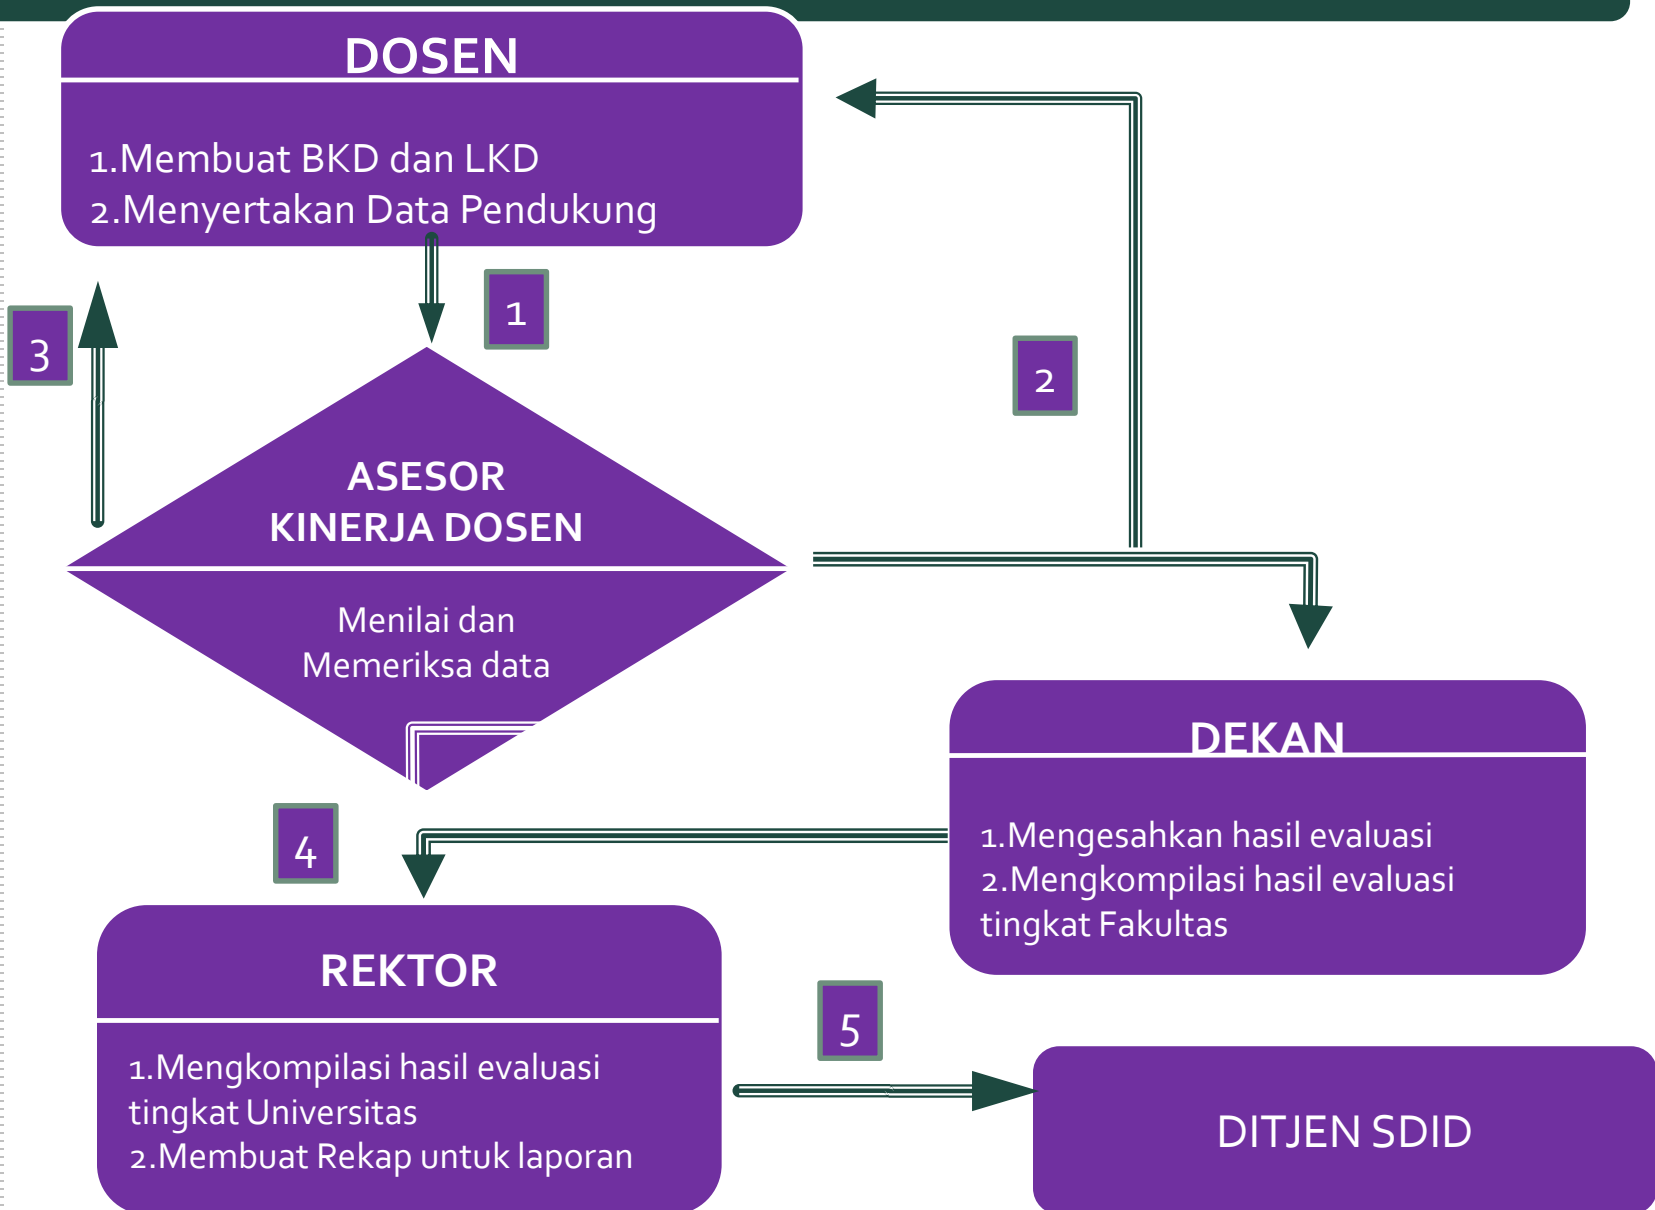 DOSEN
1.Membuat BKD dan LKD
2.Menyertakan Data Pendukung
1
3
2
ASESOR
KINERJA DOSEN
Menilai dan
Memeriksa data
DEKAN
1.Mengesahkan hasil evaluasi
2.Mengkompilasi hasil evaluasi
tingkat Fakultas
4
REKTOR
1.Mengkompilasi hasil evaluasi
tingkat Universitas
2.Membuat Rekap untuk laporan
5
DITJEN SDID